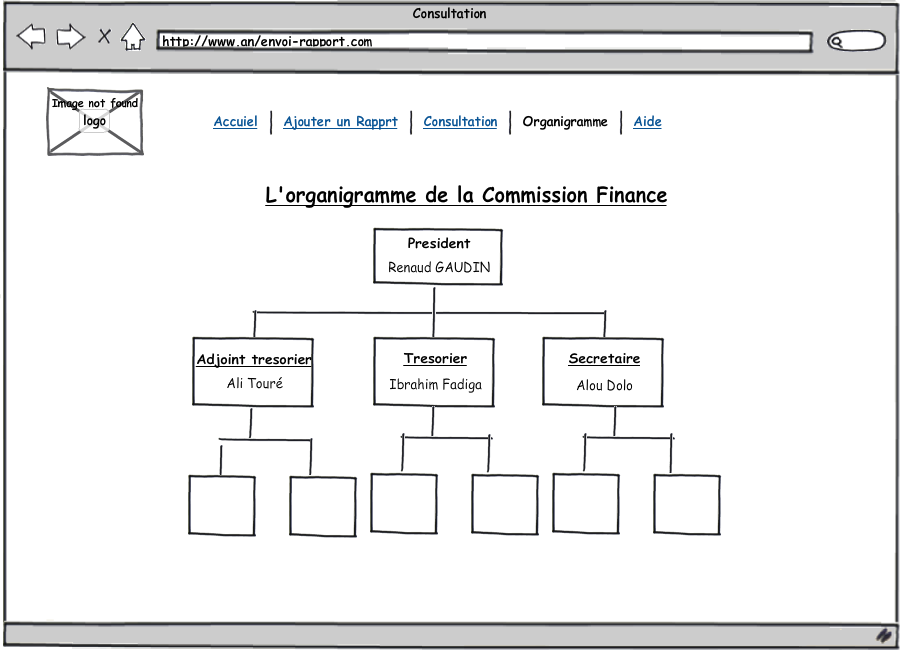 Consultation
http://www.an/envoi-rapport.com
Image not found
logo
Accuiel | Ajouter un Rapprt | Consultation | Organigramme | Aide
L'organigramme de la Commission Finance
President
Renaud GAUDIN
Adjoint tresorier
Ali Touré
Tresorier
Ibrahim Fadiga
Secretaire
Alou Dolo